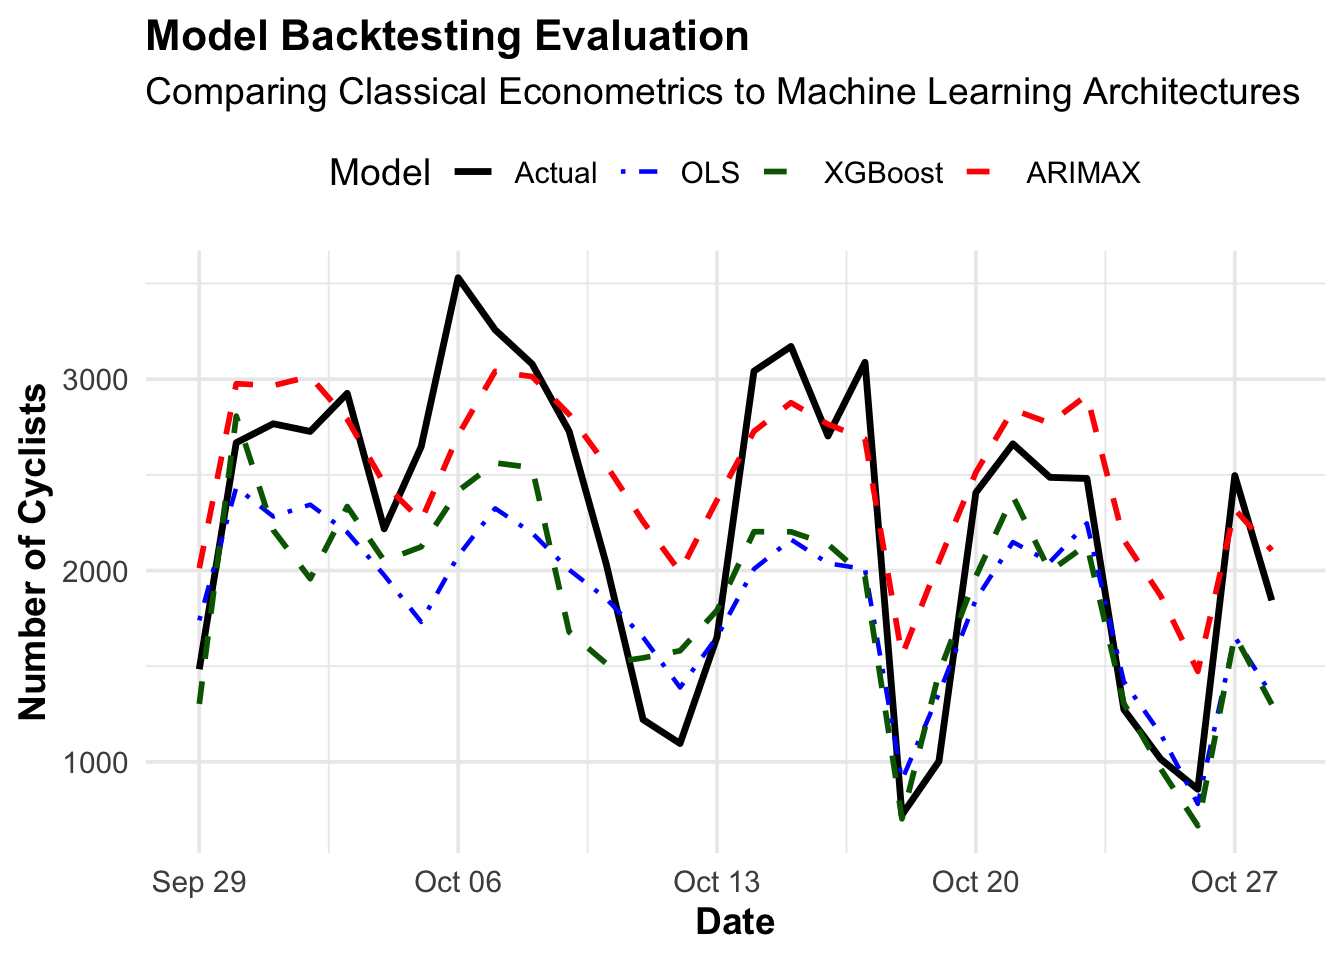 Model Backtesting Evaluation
Comparing Classical Econometrics to Machine Learning Architectures
Model Actual OLS XGBoost ARIMAX
Number of Cyclists
3000
2000
1000
Sep 29 Oct 06 Oct 13 Oct 20 Oct 27
Date